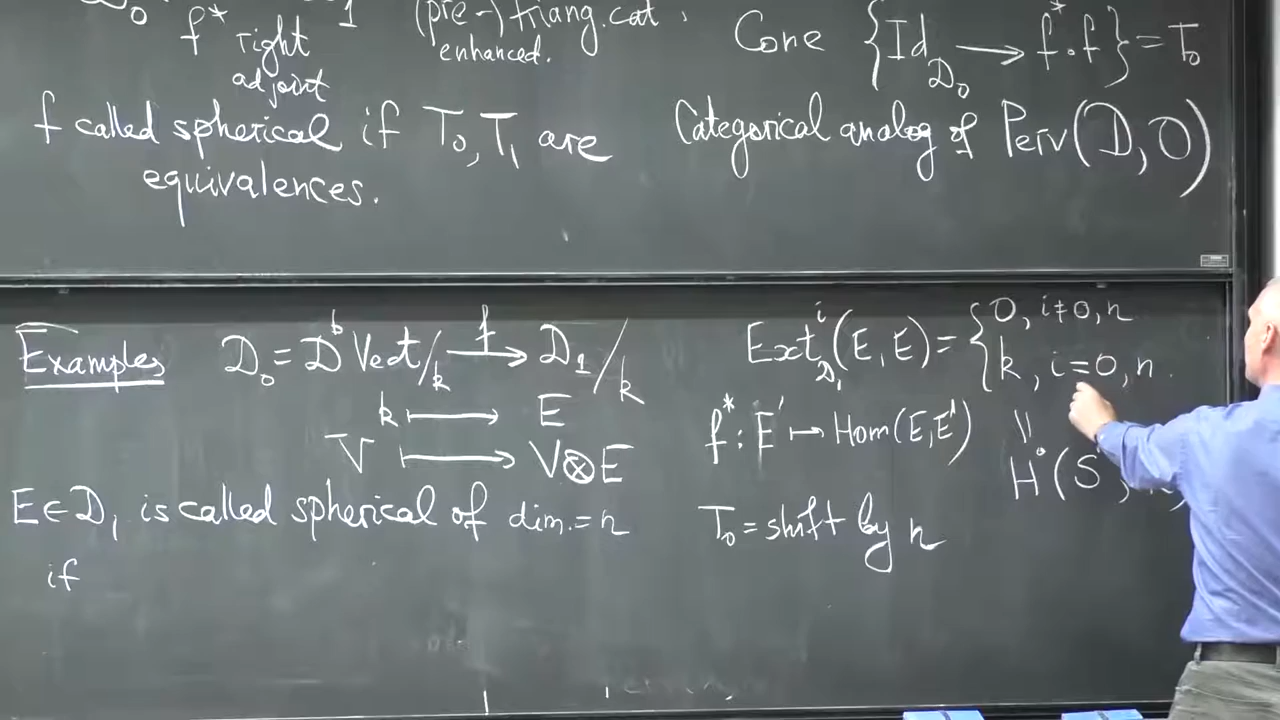 f* right adjoint
(pre-)triang. cat.
enhanced.
Cone {Id_{D_0} → f*∘f} = T_0
f called spherical if T_0, T_1 are
equivalences.
Categorical analog of Perv(D, O)
Examples D_0 = D^b Vect/k —f→ D_1/k
k ↦ E
V ↦ V⊗E
E ∈ D_1 is called spherical of dim. = n
if
Ext^i_{D_1}(E, E) = { 0, i≠0, n
k, i=0, n.
f*: E' ↦ Hom(E, E')
||
H^•(S
T_0 = shift by n